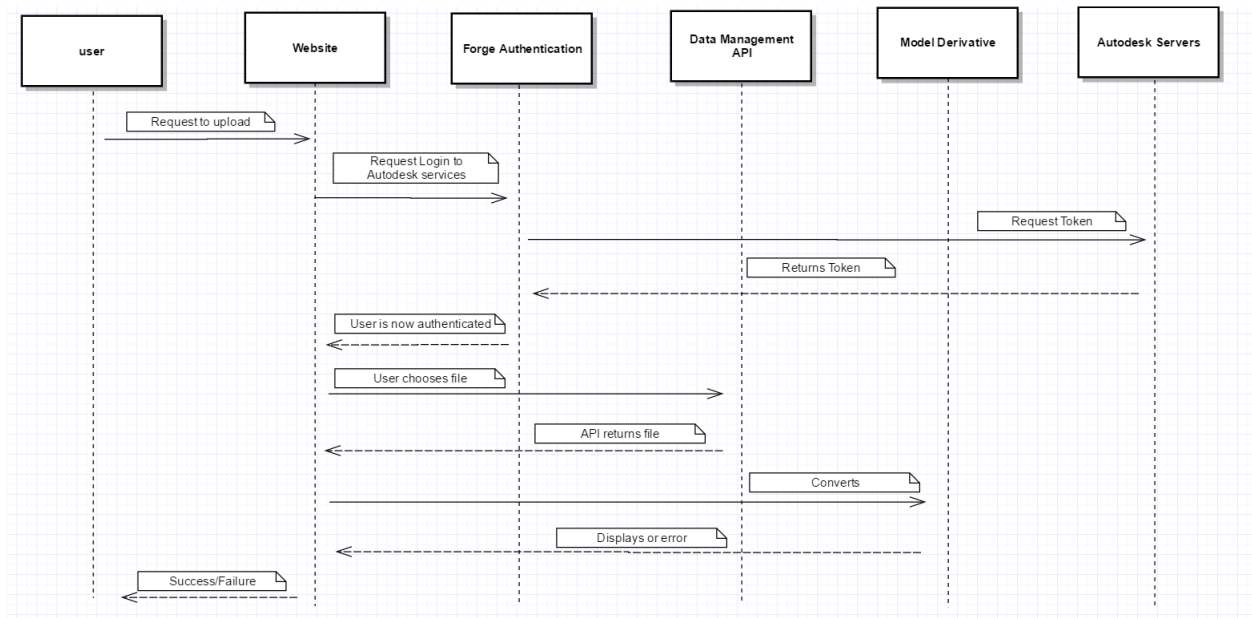 user
Website
Forge Authentication
Data Management
API
Model Derivative
Autodesk Servers
Request to upload
Request Login to
Autodesk services
Request Token
Returns Token
User is now authenticated
User chooses file
API returns file
Converts
Displays or error
Success/Failure